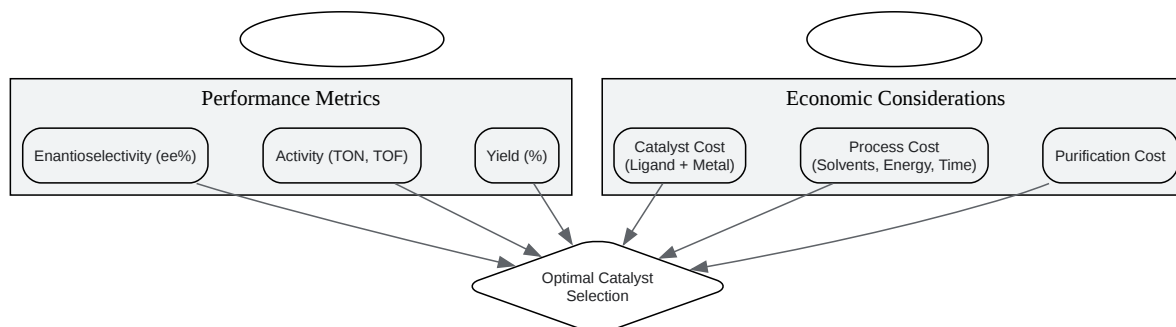 Performance Metrics
Economic Considerations
Enantioselectivity (ee%)
Activity (TON, TOF)
Yield (%)
Catalyst Cost
(Ligand + Metal)
Process Cost
(Solvents, Energy, Time)
Purification Cost
Optimal Catalyst
Selection